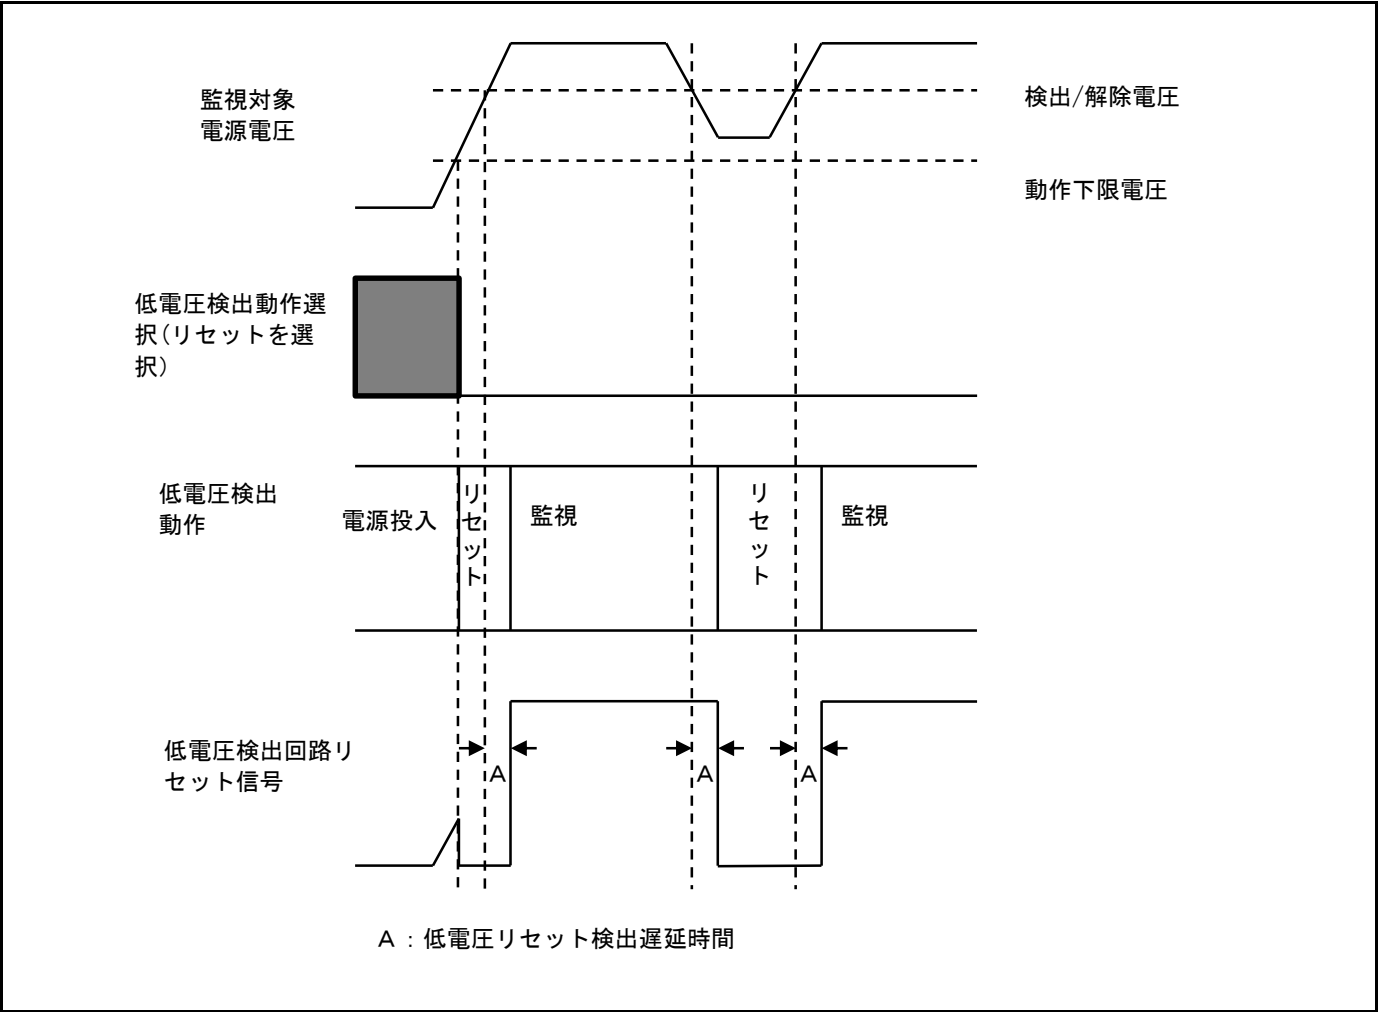 監視対象
電源電圧
検出/解除電圧
動作下限電圧
低電圧検出動作選
択(リセットを選
択)
低電圧検出
動作
電源投入
リセット
監視
リセット
監視
低電圧検出回路リ
セット信号
A
A
A
A：低電圧リセット検出遅延時間